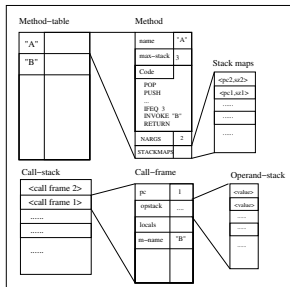 Method-table
"A"
"B"
Method
name "A"
max-stack 3
Code
POP
PUSH
...
IFEQ 3
INVOKE "B"
RETURN
NARGS 2
STACKMAPS
Stack maps
<pc2,sz2>
<pc1,sz1>
......
......
......
Call-stack
<call frame 2>
<call frame 1>
......
......
......
Call-frame
pc 1
opstack ....
locals
m-name "B"
Operand-stack
<value>
<value>
......
......
......